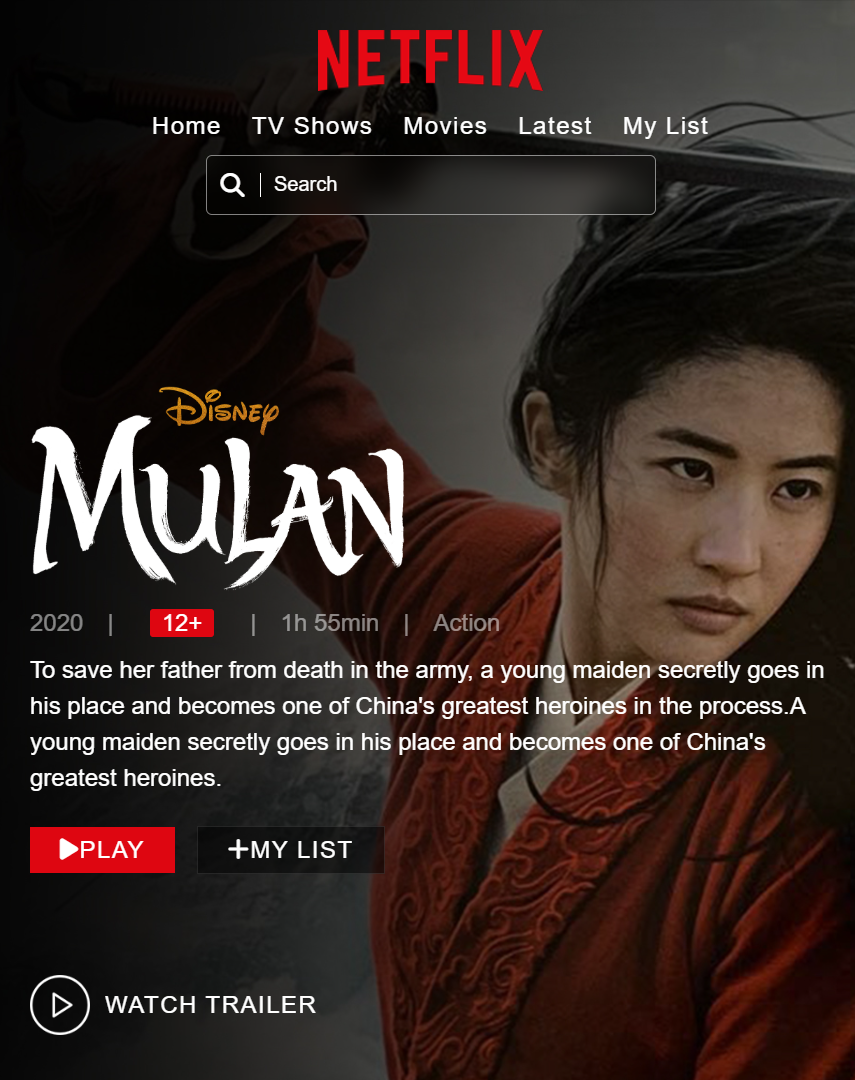 NETFLIX
Home TV Shows Movies Latest My List
Search
Disney
MULAN
2020 | 12+ | 1h 55min | Action
To save her father from death in the army, a young maiden secretly goes in
his place and becomes one of China's greatest heroines in the process.A
young maiden secretly goes in his place and becomes one of China's
greatest heroines.
PLAY +MY LIST
WATCH TRAILER